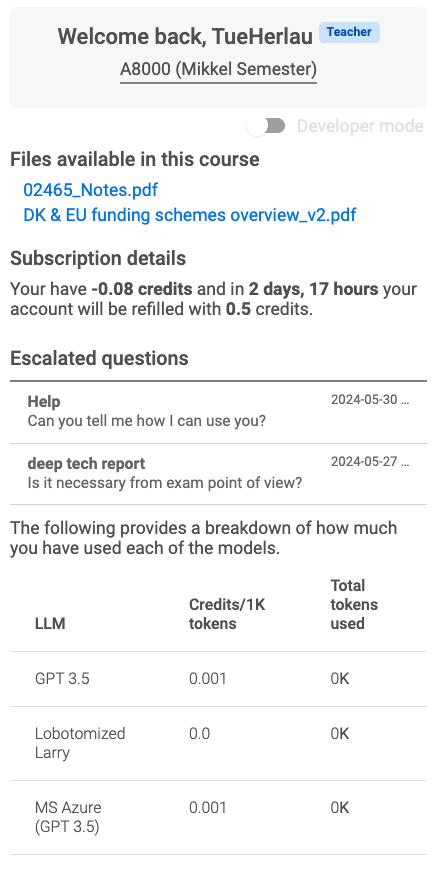 Welcome back, TueHerlau Teacher
A8000 (Mikkel Semester)
Developer mode
Files available in this course
02465_Notes.pdf
DK & EU funding schemes overview_v2.pdf
Subscription details
Your have -0.08 credits and in 2 days, 17 hours your
account will be refilled with 0.5 credits.
Escalated questions
Help 2024-05-30 ...
Can you tell me how I can use you?
deep tech report 2024-05-27 ...
Is it necessary from exam point of view?
The following provides a breakdown of how much
you have used each of the models.
LLM Credits/1K tokens Total tokens used
GPT 3.5 0.001 0K
Lobotomized Larry 0.0 0K
MS Azure (GPT 3.5) 0.001 0K